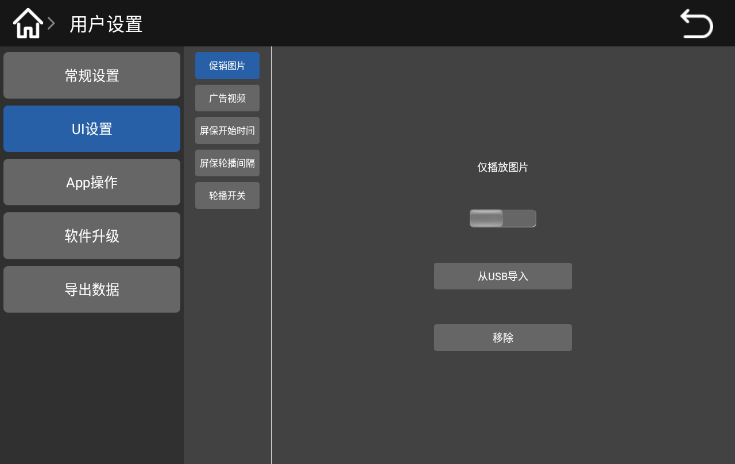 用户设置
常规设置
UI设置
App操作
软件升级
导出数据
促销图片
广告视频
屏保开始时间
屏保轮播间隔
轮播开关
仅播放图片
从USB导入
移除